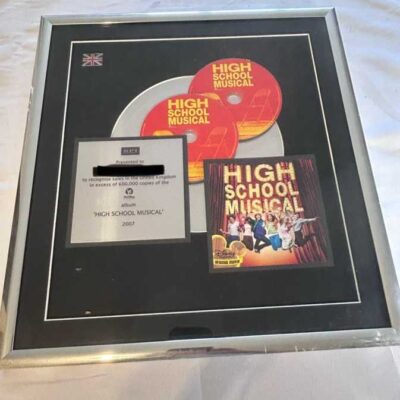 HIGH
SCHOOL
MUSICAL
HIGH
SCHOOL
MUSICAL
Presented to
to recognise sales in the United Kingdom
in excess of 600,000 copies of the
album
'HIGH SCHOOL MUSICAL'
2007
HIGH
SCHOOL
MUSICAL
Disney